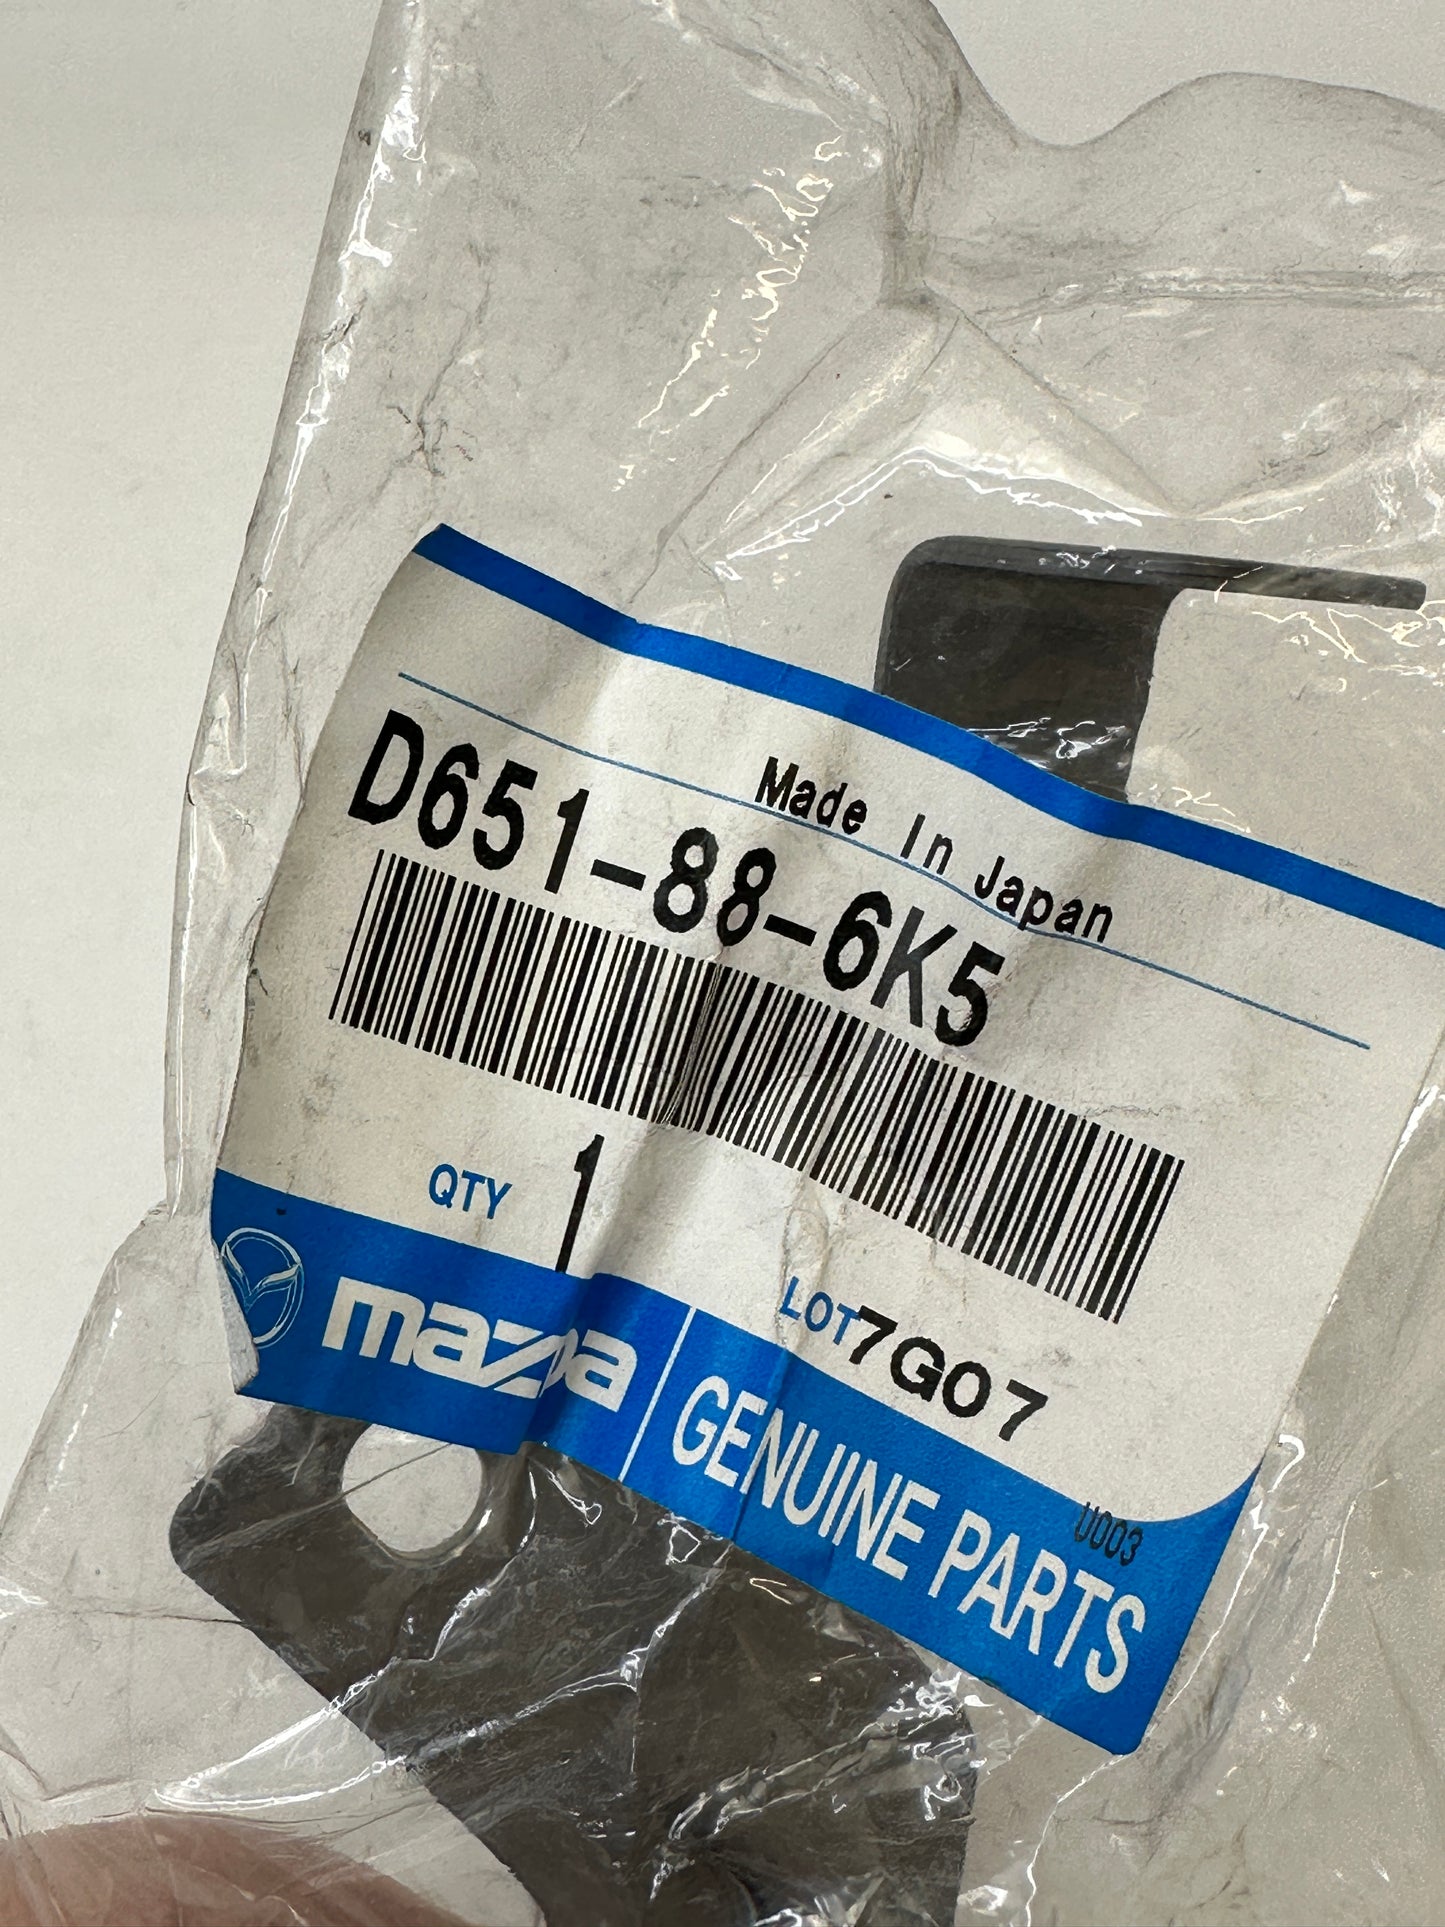 Made In Japan
D651-88-6K5
QTY 1
LOT 7G07
mazda GENUINE PARTS
U003